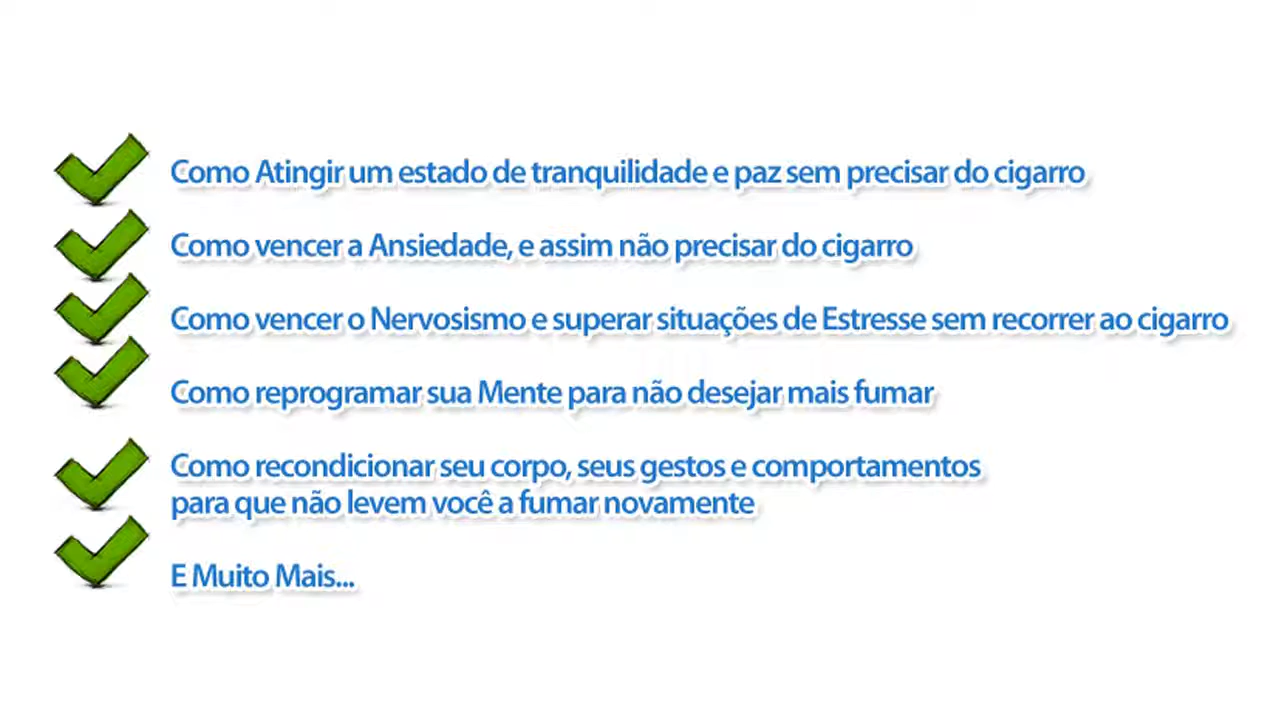 Como Atingir um estado de tranquilidade e paz sem precisar do cigarro
Como vencer a Ansiedade, e assim não precisar do cigarro
Como vencer o Nervosismo e superar situações de Estresse sem recorrer ao cigarro
Como reprogramar sua Mente para não desejar mais fumar
Como recondicionar seu corpo, seus gestos e comportamentos
para que não levem você a fumar novamente
E Muito Mais...